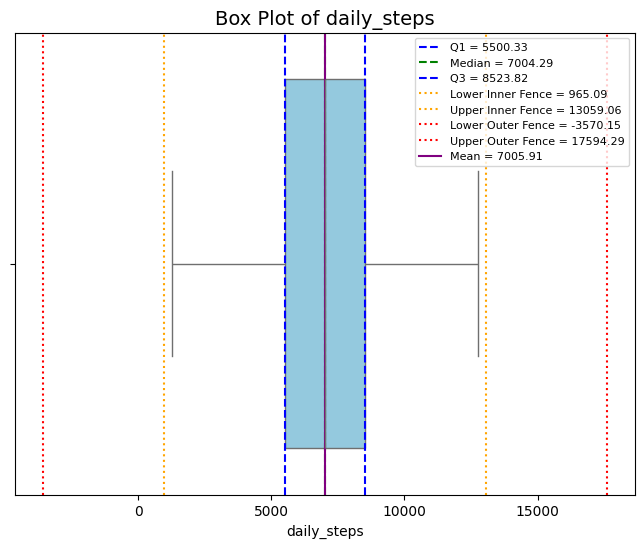 Box Plot of daily_steps
Q1 = 5500.33
Median = 7004.29
Q3 = 8523.82
Lower Inner Fence = 965.09
Upper Inner Fence = 13059.06
Lower Outer Fence = -3570.15
Upper Outer Fence = 17594.29
Mean = 7005.91
0 5000 10000 15000
daily_steps